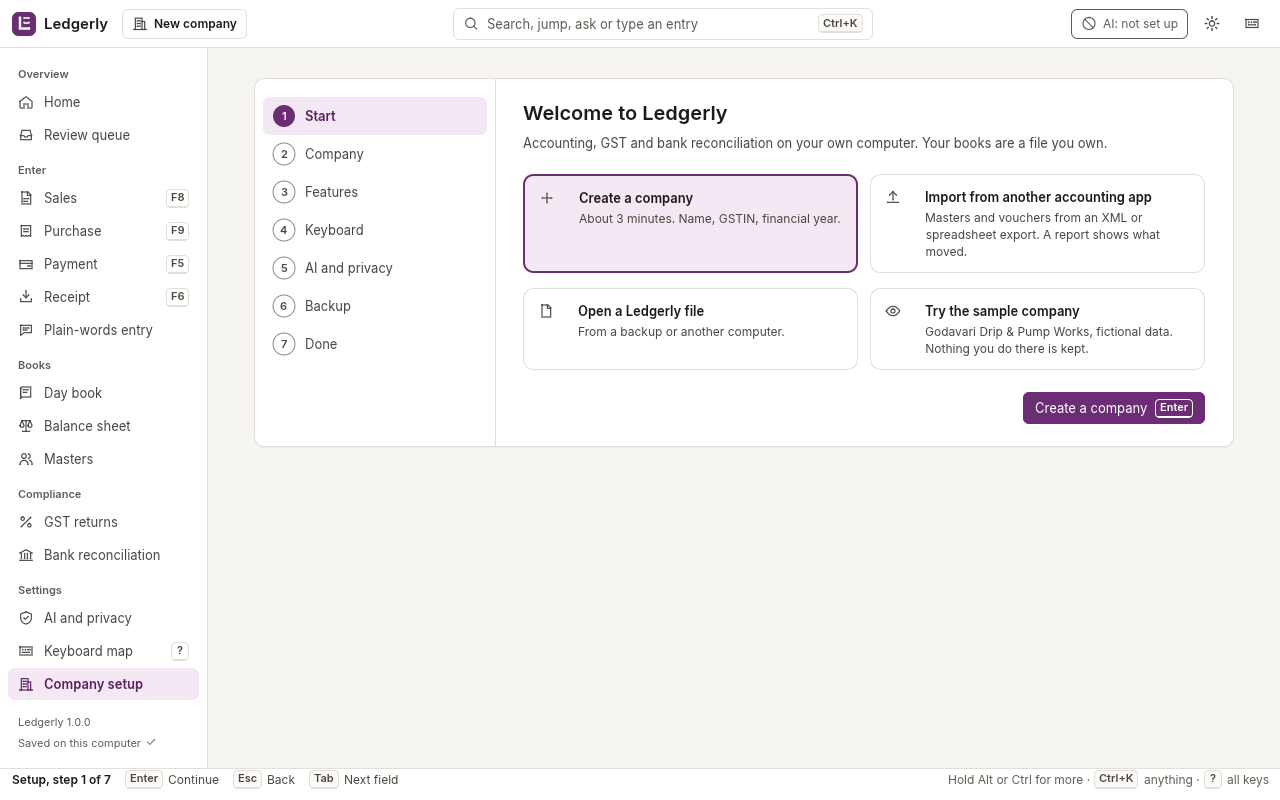 Ledgerly
New company
Search, jump, ask or type an entry
Ctrl+K
AI: not set up
Overview
Home
Review queue
Enter
Sales F8
Purchase F9
Payment F5
Receipt F6
Plain-words entry
Books
Day book
Balance sheet
Masters
Compliance
GST returns
Bank reconciliation
Settings
AI and privacy
Keyboard map ?
Company setup
Ledgerly 1.0.0
Saved on this computer
1 Start
2 Company
3 Features
4 Keyboard
5 AI and privacy
6 Backup
7 Done
Welcome to Ledgerly
Accounting, GST and bank reconciliation on your own computer. Your books are a file you own.
Create a company
About 3 minutes. Name, GSTIN, financial year.
Import from another accounting app
Masters and vouchers from an XML or
spreadsheet export. A report shows what
moved.
Open a Ledgerly file
From a backup or another computer.
Try the sample company
Godavari Drip & Pump Works, fictional data.
Nothing you do there is kept.
Create a company Enter
Setup, step 1 of 7 Enter Continue Esc Back Tab Next field
Hold Alt or Ctrl for more · Ctrl+K anything · ? all keys